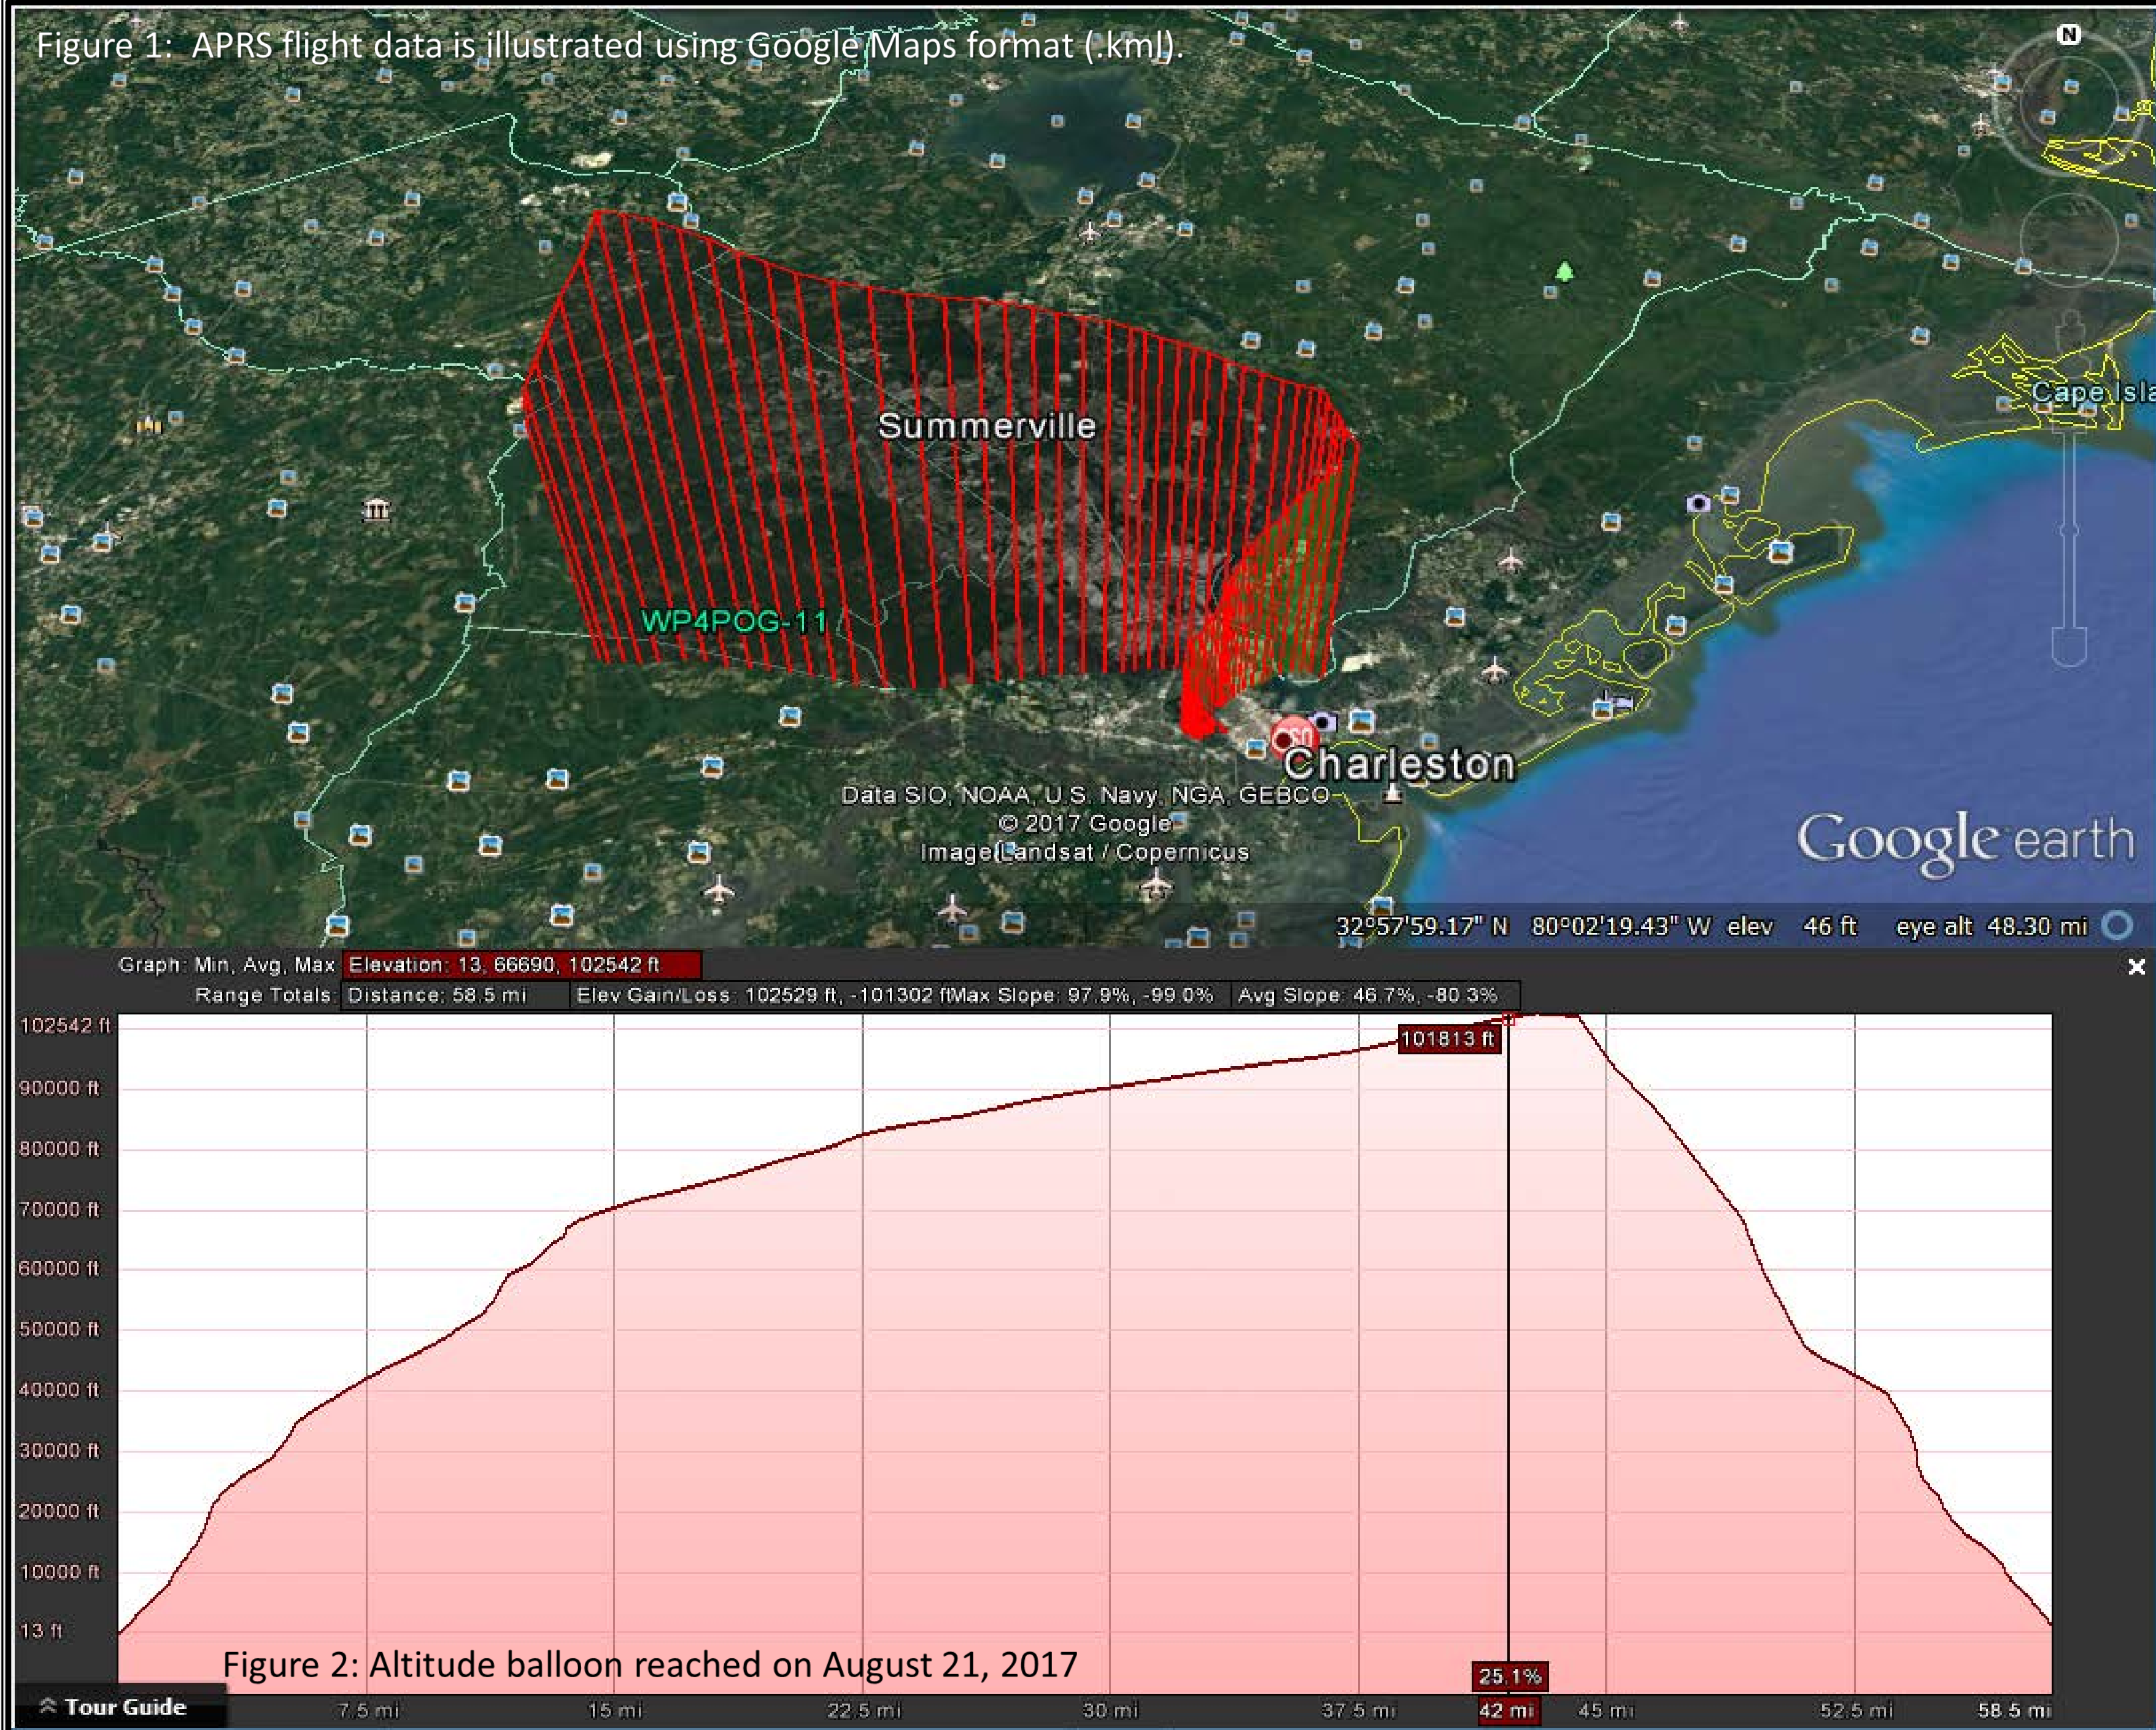 Figure 1: APRS flight data is illustrated using Google Maps format (.kml).
N
Summerville
Cape Isla
WP4POG-11
Charleston
Data SIO, NOAA, U.S. Navy, NGA, GEBCO
© 2017 Google
Image Landsat / Copernicus
Google earth
32°57'59.17" N 80°02'19.43" W elev 46 ft eye alt 48.30 mi
Graph: Min, Avg, Max Elevation: 13, 66690, 102542 ft
Range Totals: Distance: 58.5 mi Elev Gain/Loss: 102529 ft, -101302 ft Max Slope: 97.9%, -99.0% Avg Slope: 46.7%, -80.3%
102542 ft
101813 ft
90000 ft
80000 ft
70000 ft
60000 ft
50000 ft
40000 ft
30000 ft
20000 ft
10000 ft
13 ft
Figure 2: Altitude balloon reached on August 21, 2017
25.1%
Tour Guide
7.5 mi 15 mi 22.5 mi 30 mi 37.5 mi 42 mi 45 mi 52.5 mi 58.5 mi